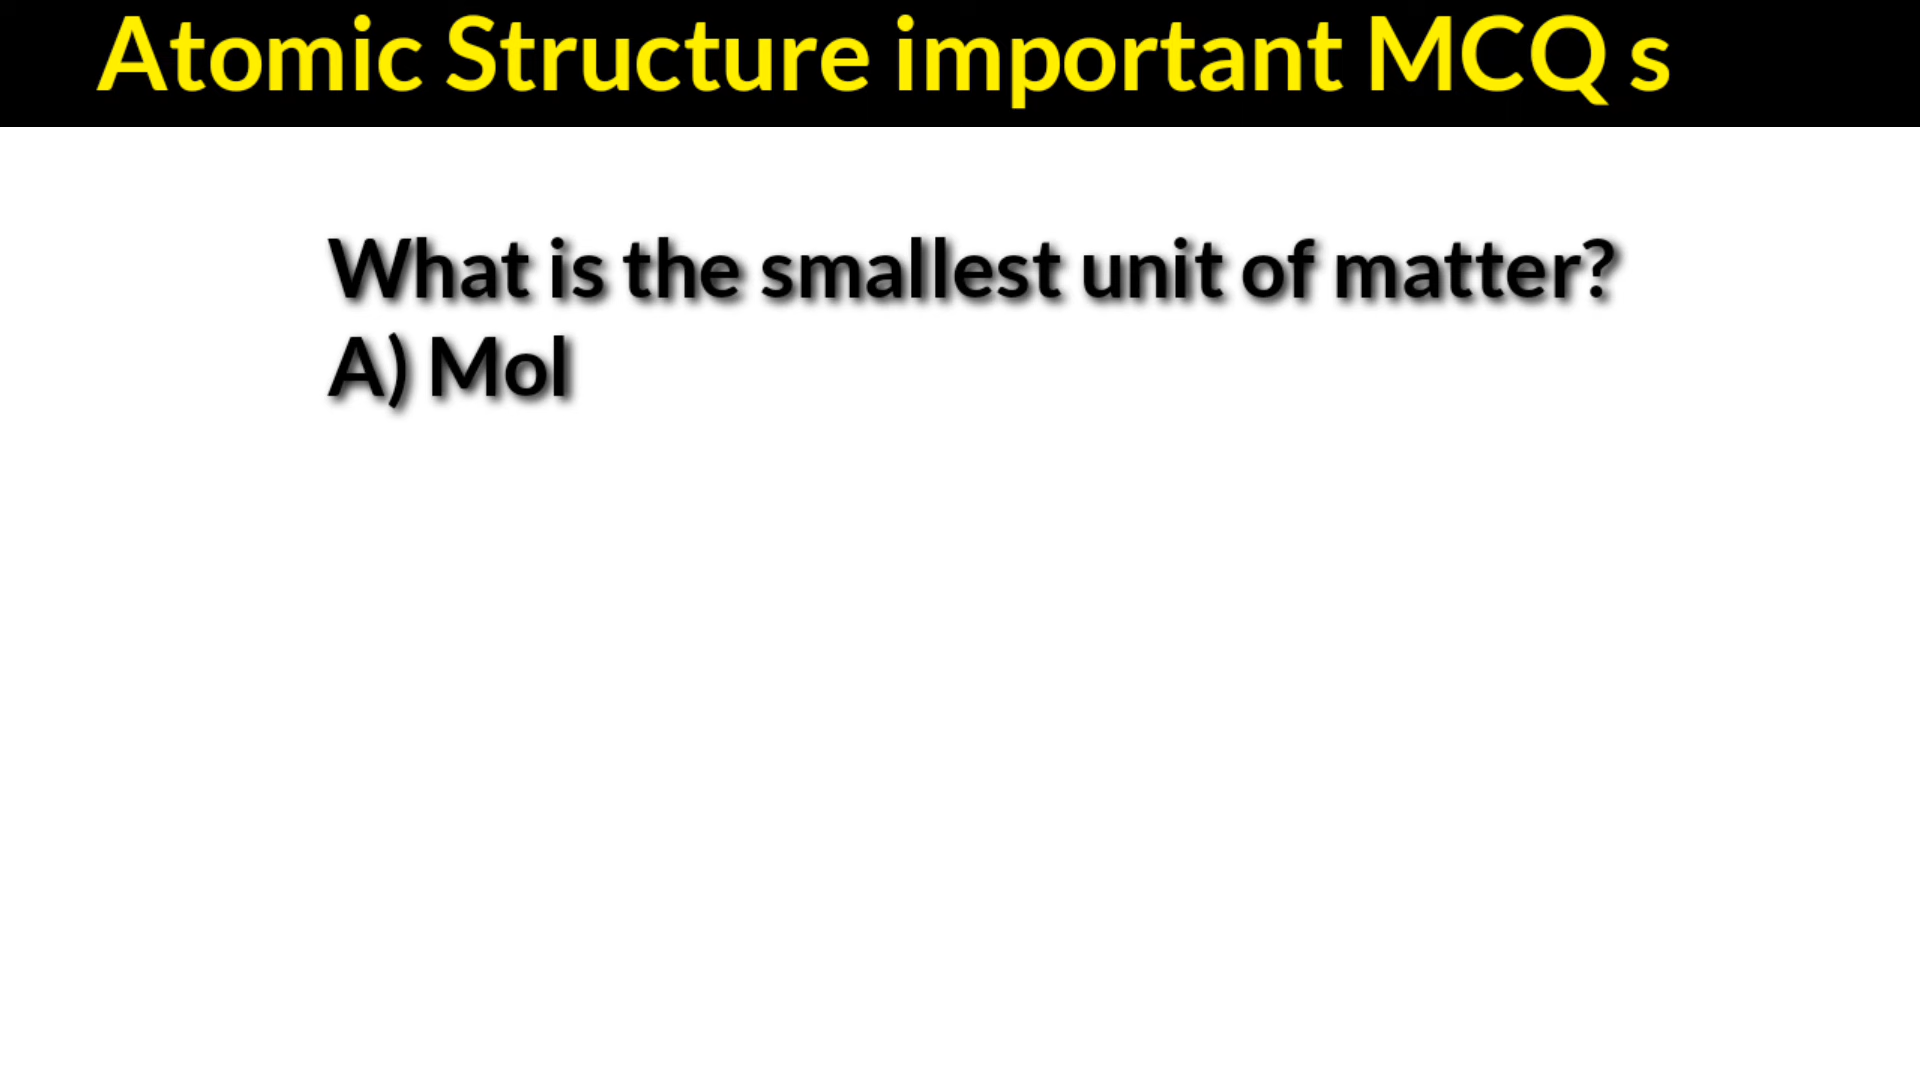 Atomic Structure important MCQ s
What is the smallest unit of matter?
A) Mol